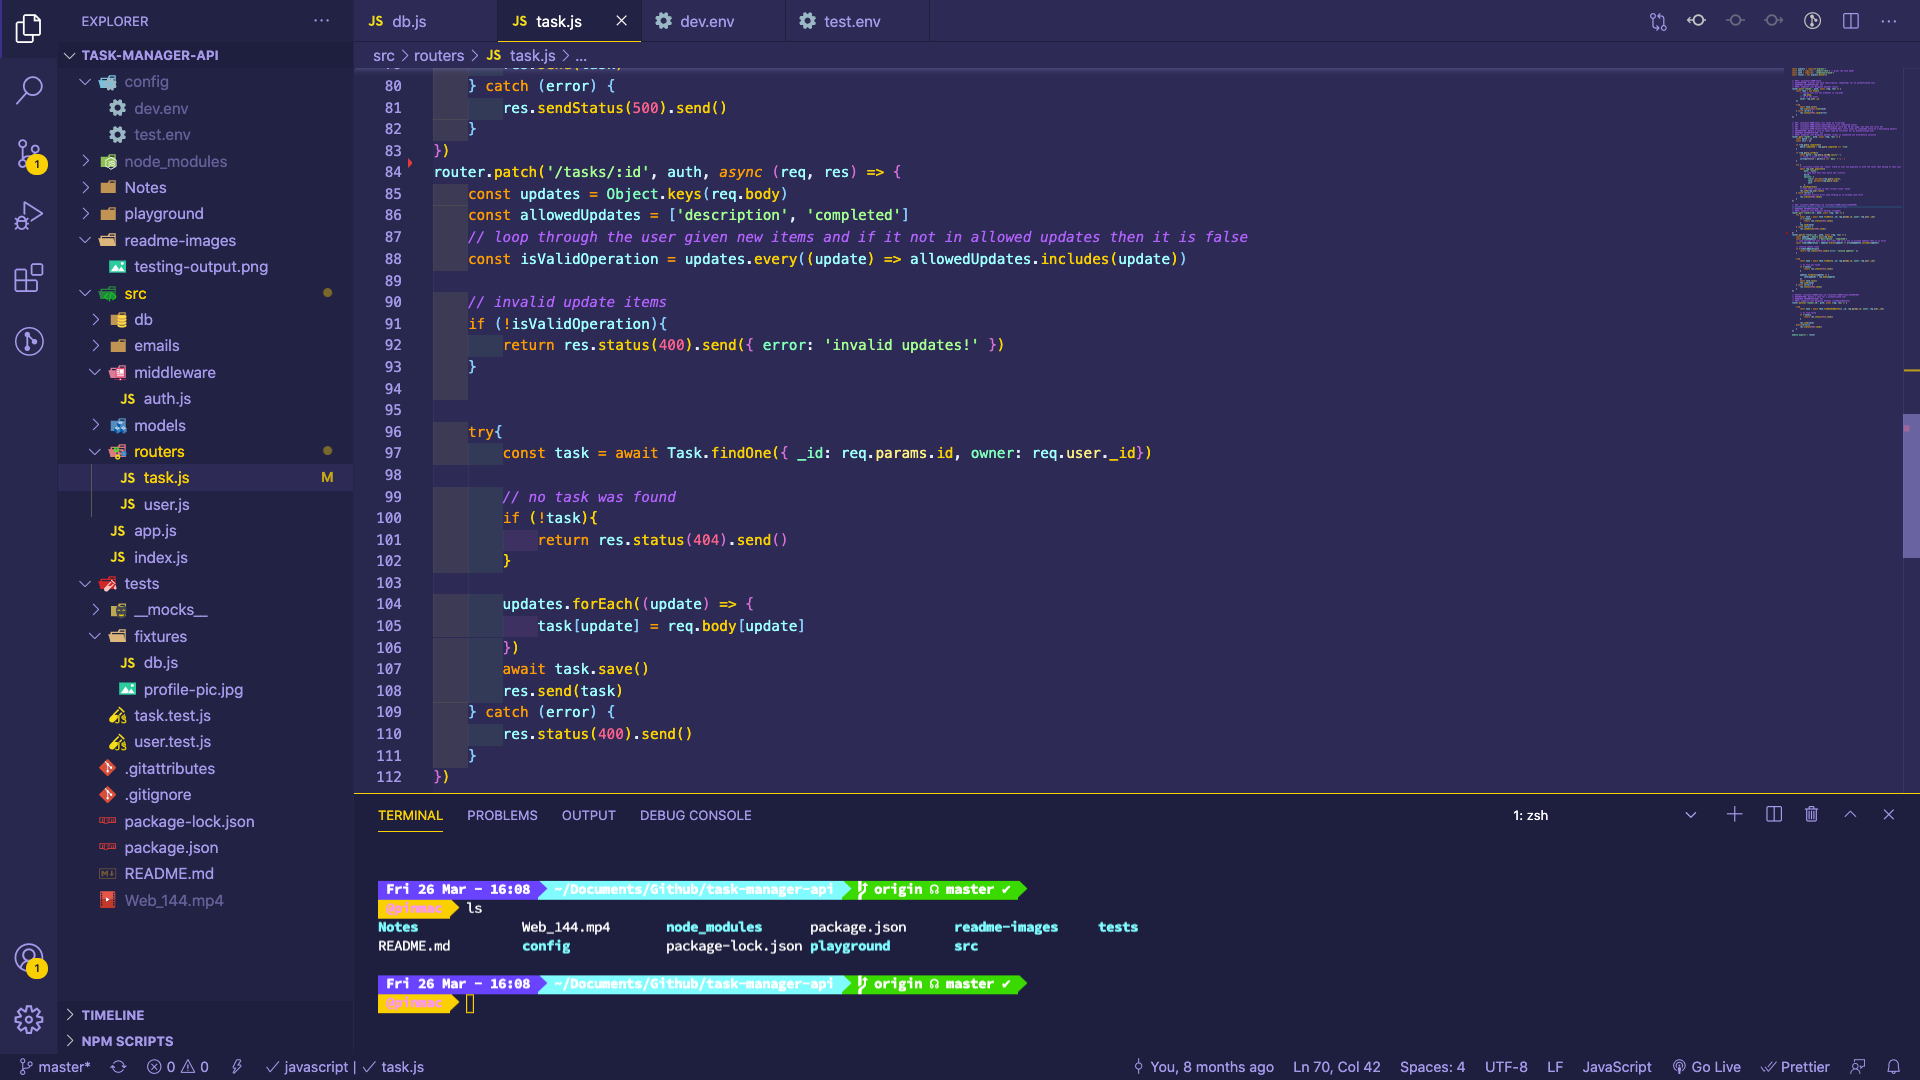 EXPLORER
TASK-MANAGER-API
config
dev.env
test.env
node_modules
Notes
playground
readme-images
testing-output.png
src
db
emails
middleware
JS auth.js
models
routers
JS task.js M
JS user.js
JS app.js
JS index.js
tests
__mocks__
fixtures
JS db.js
profile-pic.jpg
task.test.js
user.test.js
.gitattributes
.gitignore
package-lock.json
package.json
README.md
Web_144.mp4
TIMELINE
NPM SCRIPTS
1
1
JS db.js
JS task.js
dev.env
test.env
src > routers > JS task.js > ...
80 } catch (error) {
81 res.sendStatus(500).send()
82 }
83 })
84 router.patch('/tasks/:id', auth, async (req, res) => {
85 const updates = Object.keys(req.body)
86 const allowedUpdates = ['description', 'completed']
87 // loop through the user given new items and if it not in allowed updates then it is false
88 const isValidOperation = updates.every((update) => allowedUpdates.includes(update))
89
90 // invalid update items
91 if (!isValidOperation){
92 return res.status(400).send({ error: 'invalid updates!' })
93 }
94
95
96 try{
97 const task = await Task.findOne({ _id: req.params.id, owner: req.user._id})
98
99 // no task was found
100 if (!task){
101 return res.status(404).send()
102 }
103
104 updates.forEach((update) => {
105 task[update] = req.body[update]
106 })
107 await task.save()
108 res.send(task)
109 } catch (error) {
110 res.status(400).send()
111 }
112 })
TERMINAL PROBLEMS OUTPUT DEBUG CONSOLE 1: zsh
Fri 26 Mar - 16:08 ~/Documents/Github/task-manager-api origin master ✔
@pinmac ls
Notes Web_144.mp4 node_modules package.json readme-images tests
README.md config package-lock.json playground src
Fri 26 Mar - 16:08 ~/Documents/Github/task-manager-api origin master ✔
@pinmac
master* 0 0 javascript | task.js You, 8 months ago Ln 70, Col 42 Spaces: 4 UTF-8 LF JavaScript Go Live Prettier